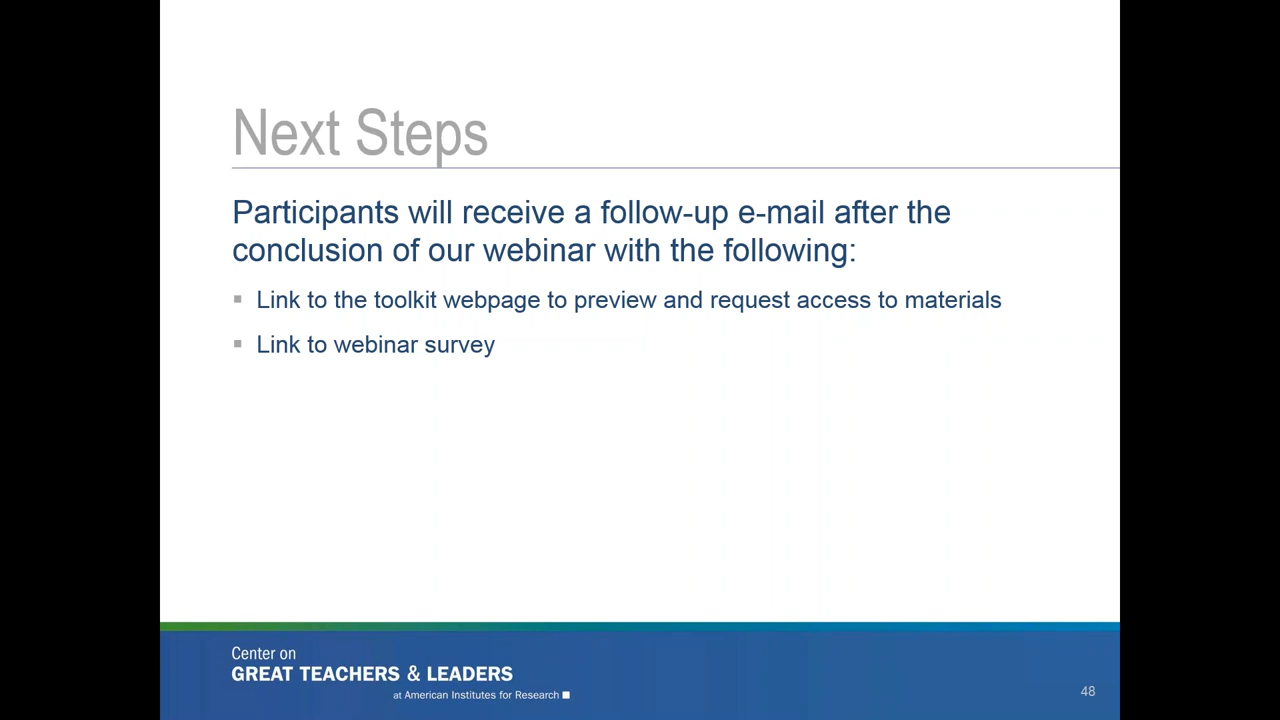 Next Steps
Participants will receive a follow-up e-mail after the
conclusion of our webinar with the following:
Link to the toolkit webpage to preview and request access to materials
Link to webinar survey
Center on
GREAT TEACHERS & LEADERS
at American Institutes for Research
48